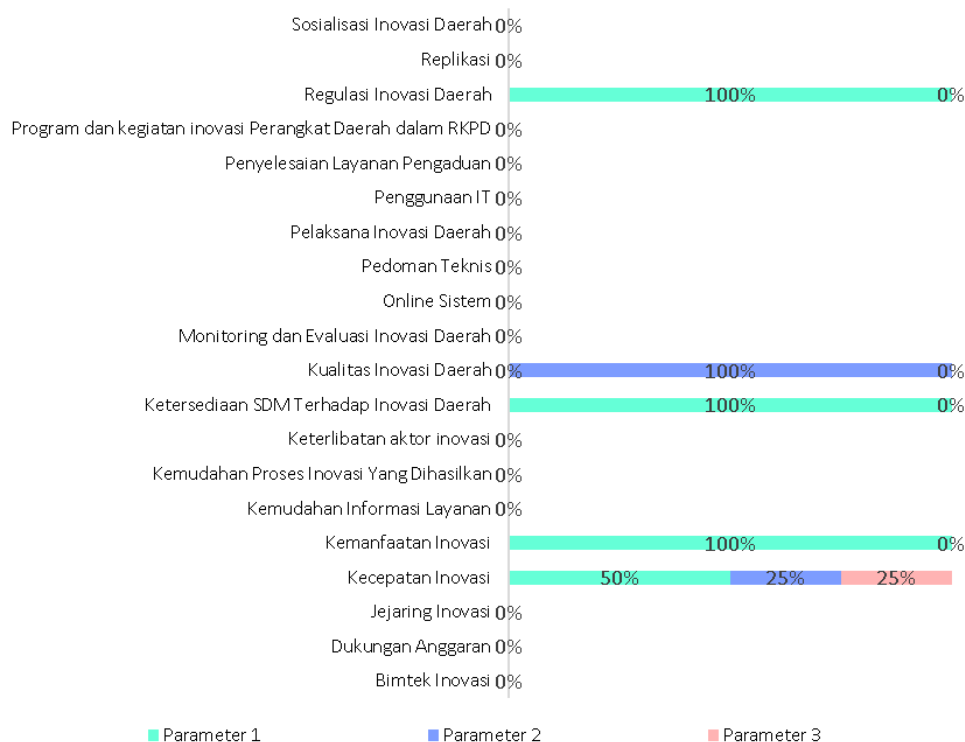 Sosialisasi Inovasi Daerah 0%
Replikasi 0%
Regulasi Inovasi Daerah 100% 0%
Program dan kegiatan inovasi Perangkat Daerah dalam RKPD 0%
Penyelesaian Layanan Pengaduan 0%
Penggunaan IT 0%
Pelaksana Inovasi Daerah 0%
Pedoman Teknis 0%
Online Sistem 0%
Monitoring dan Evaluasi Inovasi Daerah 0%
Kualitas Inovasi Daerah 0% 100% 0%
Ketersediaan SDM Terhadap Inovasi Daerah 100% 0%
Keterlibatan aktor inovasi 0%
Kemudahan Proses Inovasi Yang Dihasilkan 0%
Kemudahan Informasi Layanan 0%
Kemanfaatan Inovasi 100% 0%
Kecepatan Inovasi 50% 25% 25%
Jejaring Inovasi 0%
Dukungan Anggaran 0%
Bimtek Inovasi 0%
Parameter 1 Parameter 2 Parameter 3